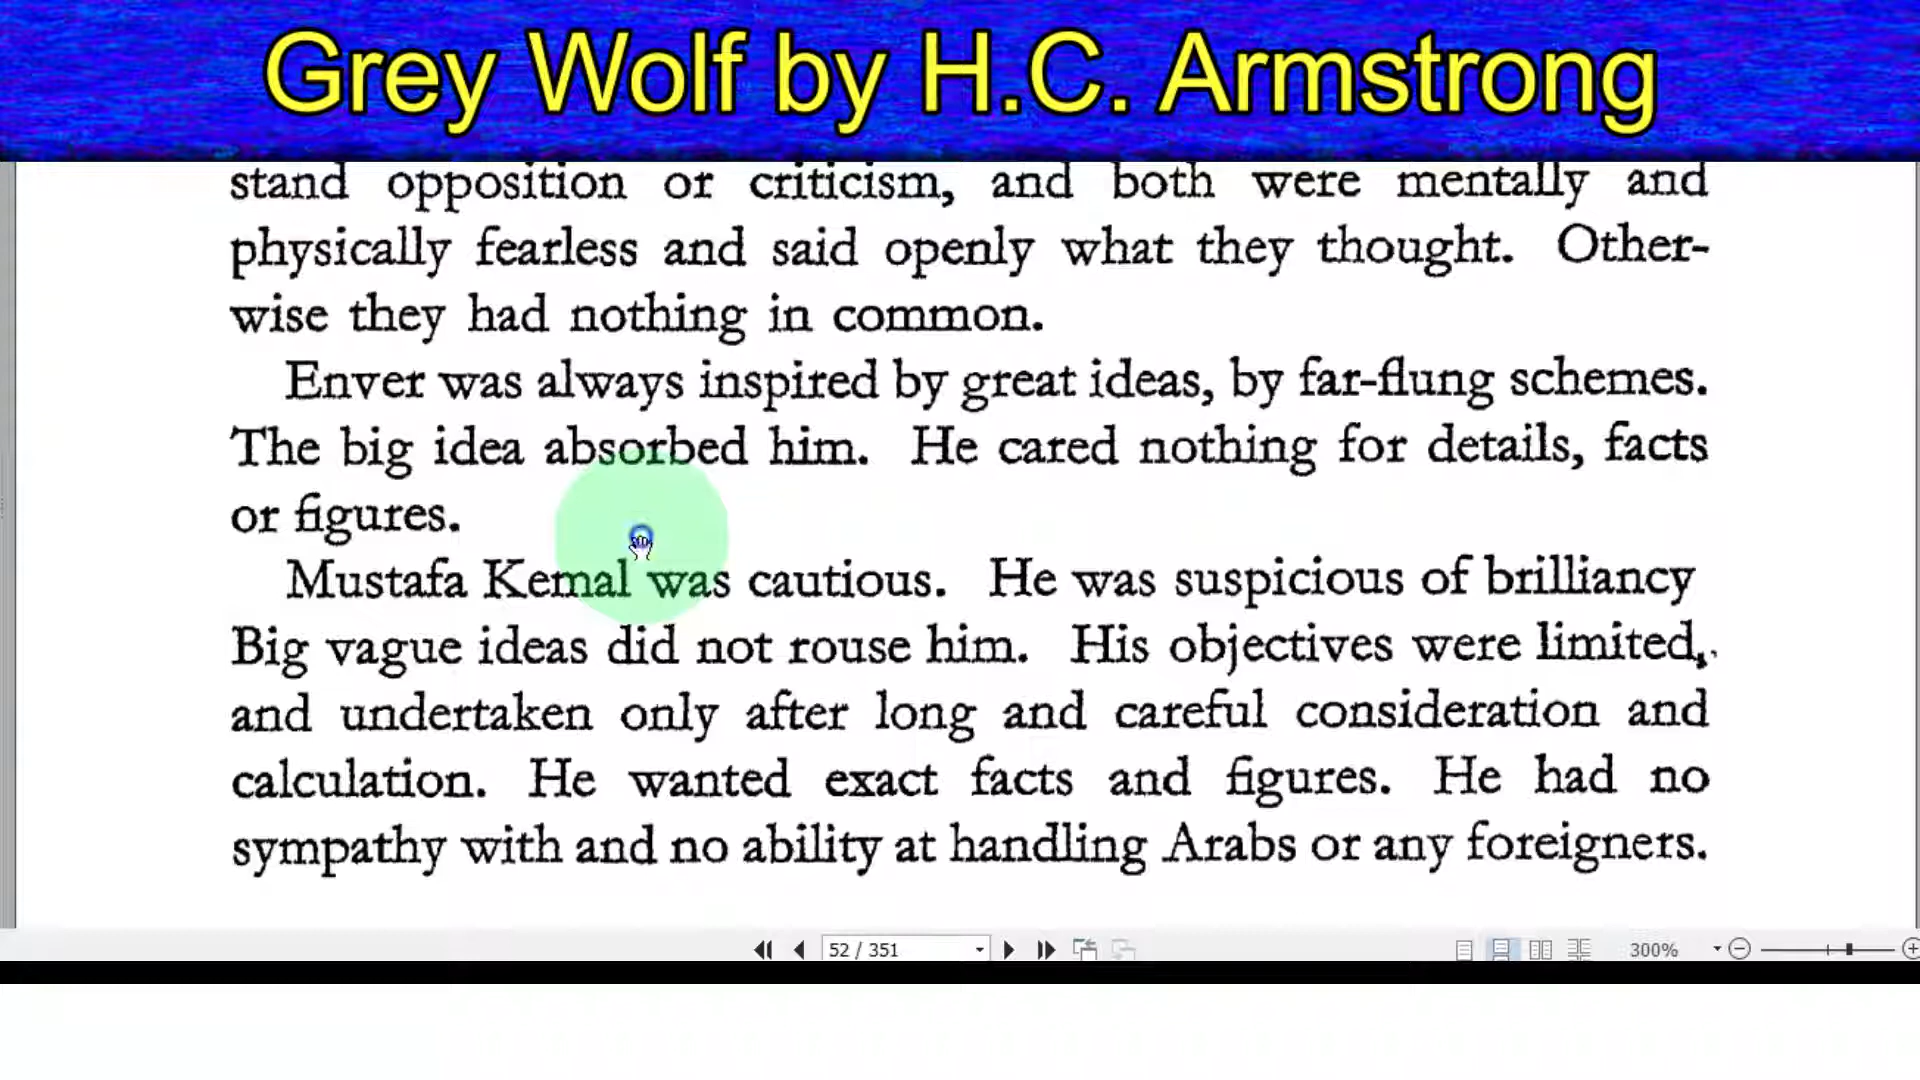 Grey Wolf by H.C. Armstrong
stand opposition or criticism, and both were mentally and
physically fearless and said openly what they thought. Other-
wise they had nothing in common.
Enver was always inspired by great ideas, by far-flung schemes.
The big idea absorbed him. He cared nothing for details, facts
or figures.
Mustafa Kemal was cautious. He was suspicious of brilliancy
Big vague ideas did not rouse him. His objectives were limited,
and undertaken only after long and careful consideration and
calculation. He wanted exact facts and figures. He had no
sympathy with and no ability at handling Arabs or any foreigners.
52 / 351
300%